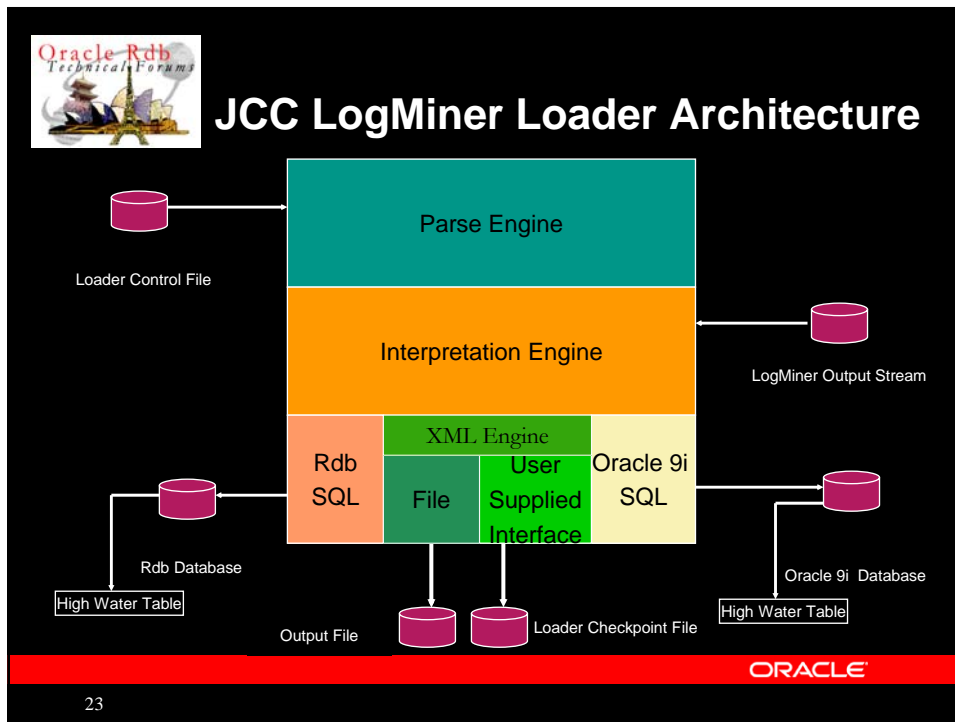 Oracle Rdb
Technical Forums
JCC LogMiner Loader Architecture
Parse Engine
Loader Control File
Interpretation Engine
LogMiner Output Stream
XML Engine
Rdb
SQL
File
User
Supplied
Interface
Oracle 9i
SQL
Rdb Database
Oracle 9i Database
High Water Table
High Water Table
Output File
Loader Checkpoint File
ORACLE
23